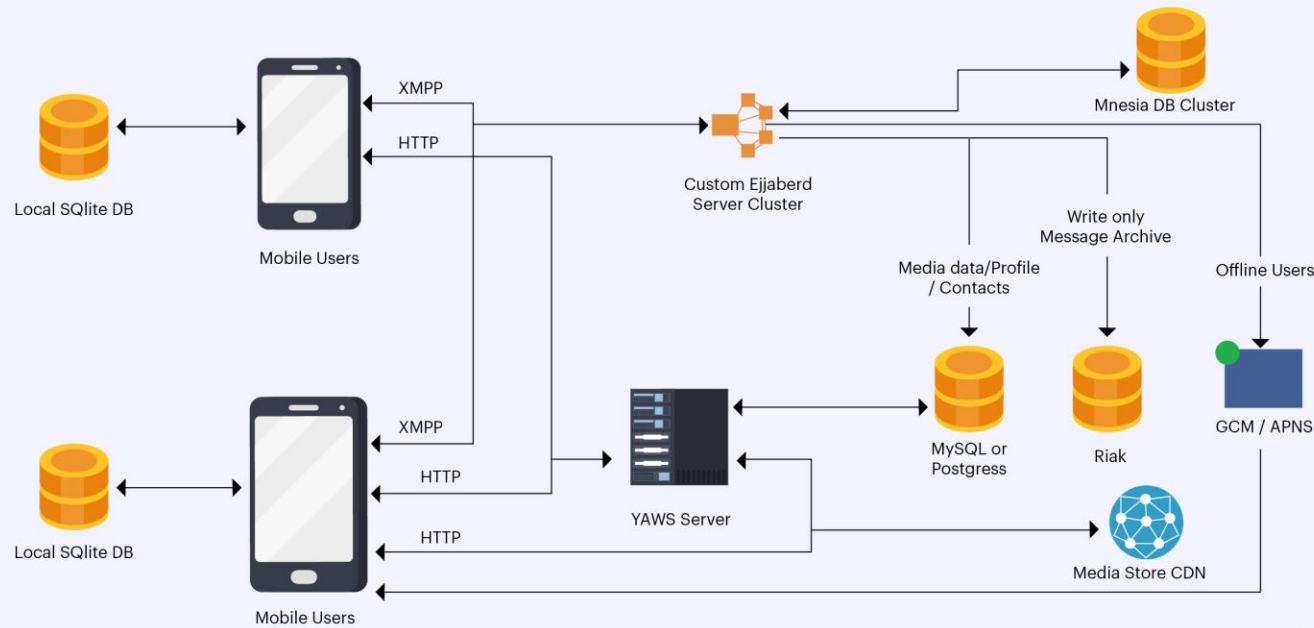 XMPP
HTTP
Local SQlite DB
Mobile Users
Custom Ejjaberd
Server Cluster
Mnesia DB Cluster
Write only
Message Archive
Media data/Profile
/ Contacts
Offline Users
XMPP
HTTP
HTTP
Local SQlite DB
Mobile Users
YAWS Server
MySQL or
Postgress
Riak
GCM / APNS
Media Store CDN